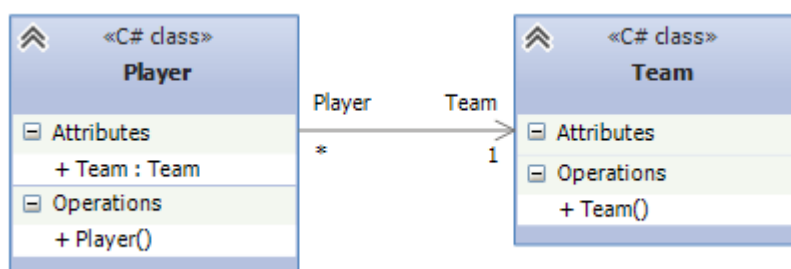 «C# class»
Player
Attributes
+ Team : Team
Operations
+ Player()
Player Team
* 1
«C# class»
Team
Attributes
Operations
+ Team()